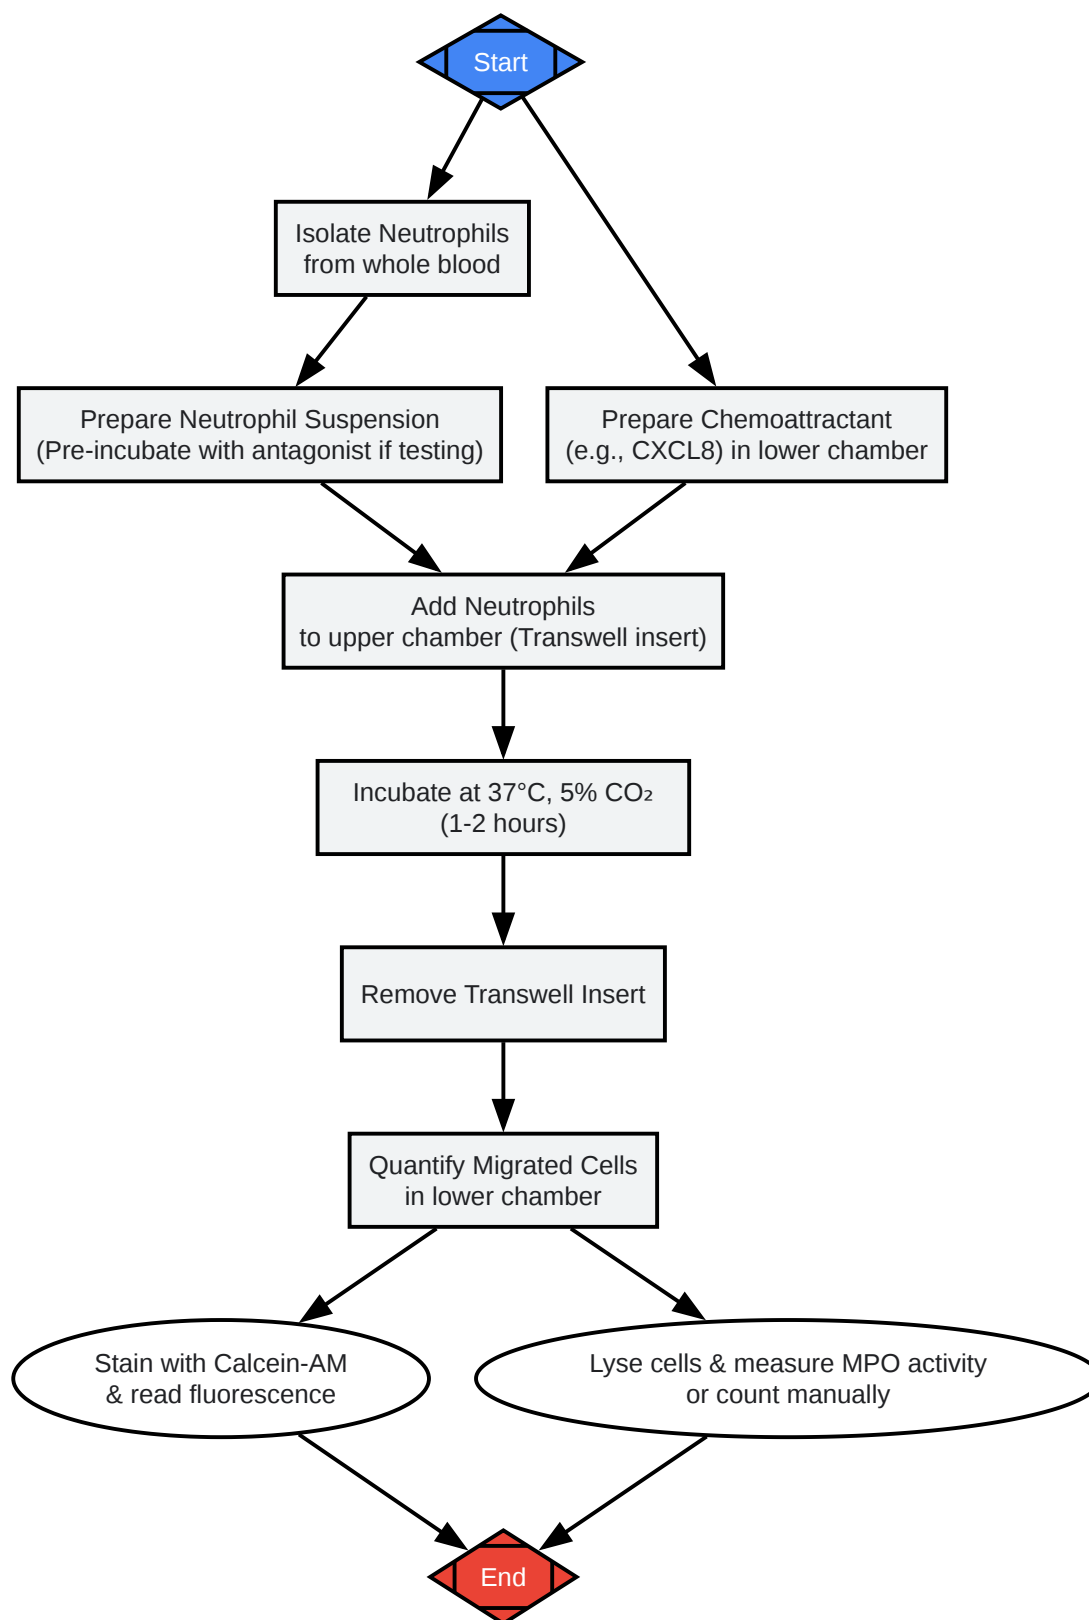 Start
Isolate Neutrophils
from whole blood
Prepare Neutrophil Suspension
(Pre-incubate with antagonist if testing)
Prepare Chemoattractant
(e.g., CXCL8) in lower chamber
Add Neutrophils
to upper chamber (Transwell insert)
Incubate at 37°C, 5% CO₂
(1-2 hours)
Remove Transwell Insert
Quantify Migrated Cells
in lower chamber
Stain with Calcein-AM
& read fluorescence
Lyse cells & measure MPO activity
or count manually
End